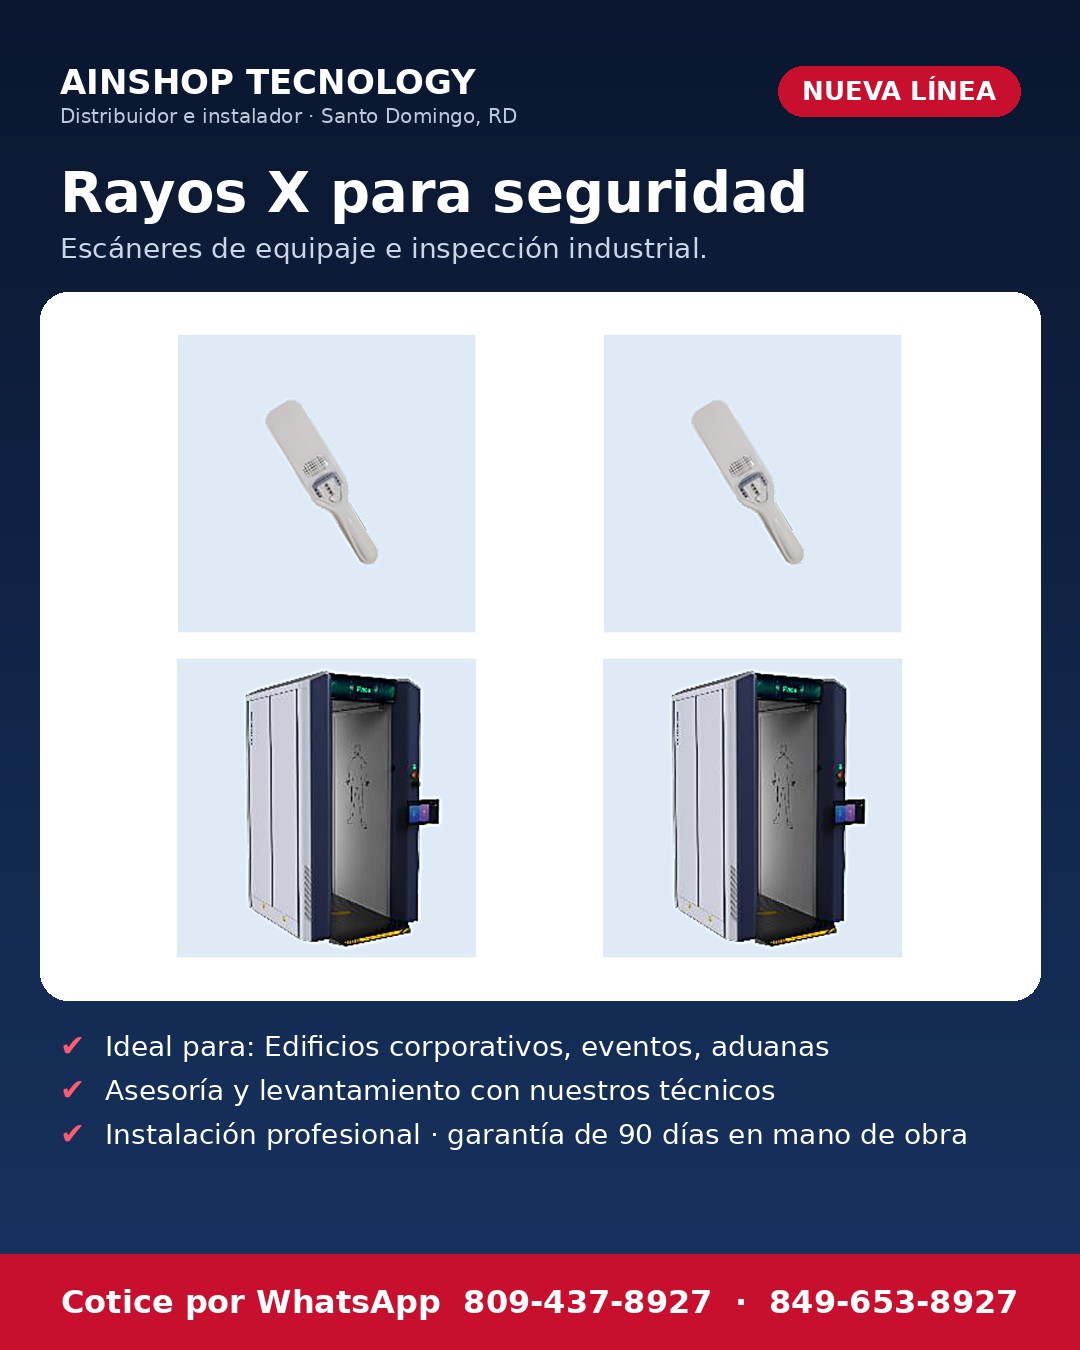 AINSHOP TECNOLOGY
Distribuidor e instalador · Santo Domingo, RD
NUEVA LÍNEA
Rayos X para seguridad
Escáneres de equipaje e inspección industrial.
Pass
Pass
✔ Ideal para: Edificios corporativos, eventos, aduanas
✔ Asesoría y levantamiento con nuestros técnicos
✔ Instalación profesional · garantía de 90 días en mano de obra
Cotice por WhatsApp 809-437-8927 · 849-653-8927